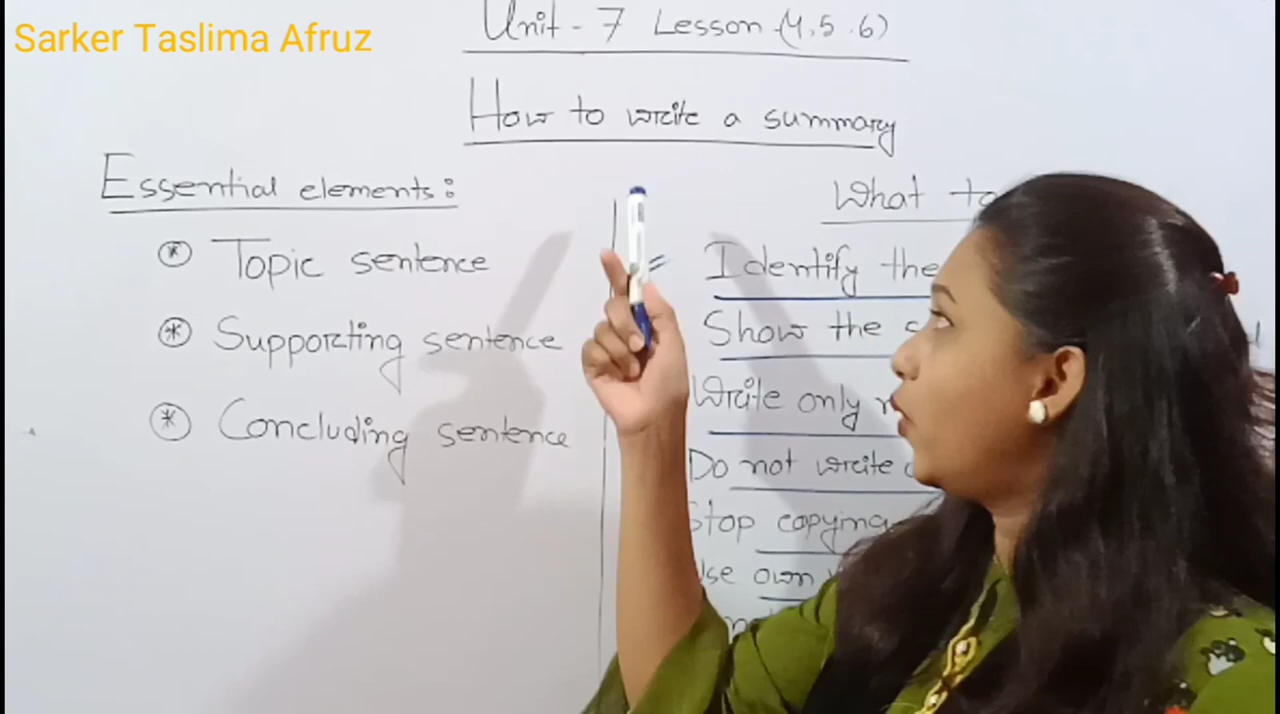 Sarker Taslima Afruz
Unit - 7 Lesson (4,5.6)
How to write a summary
Essential elements:
* Topic sentence
* Supporting sentence
* Concluding sentence
What to
Identify the
Show the
Write only
Do not write
Stop copying
Use own